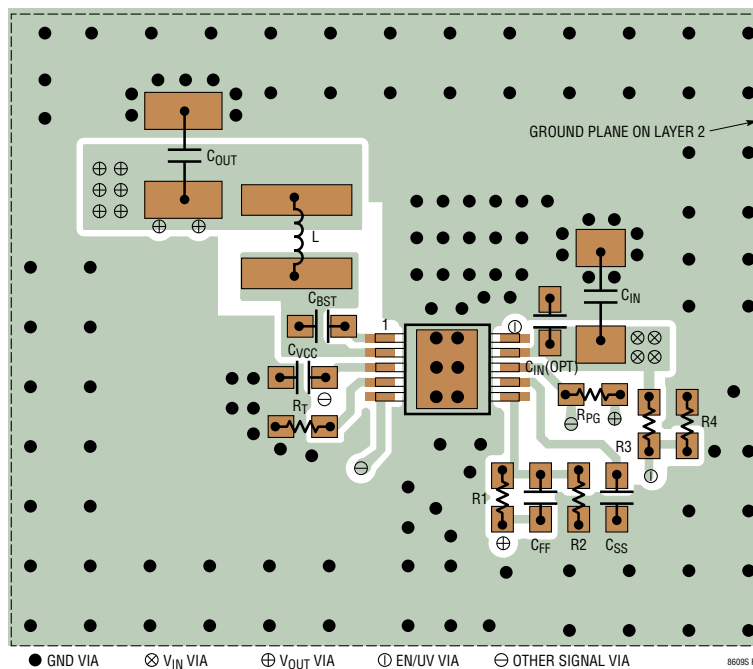 GROUND PLANE ON LAYER 2
COUT
L
CBST
1
CIN
CVCC
CIN(OPT)
RT
RPG
R3
R4
R1
CFF
R2
CSS
GND VIA
VIN VIA
VOUT VIA
EN/UV VIA
OTHER SIGNAL VIA